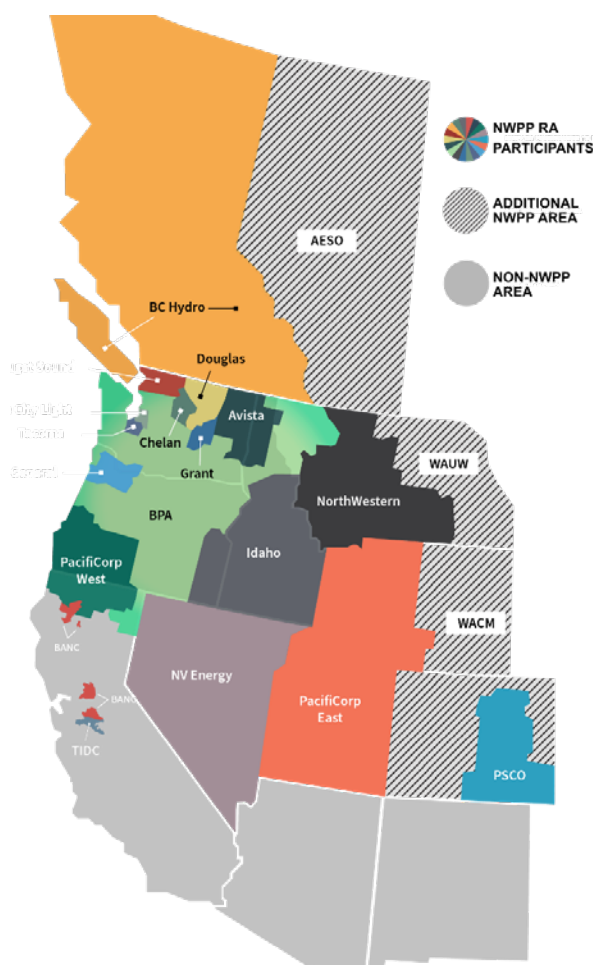 NWPP RA
PARTICIPANTS
ADDITIONAL
NWPP AREA
NON-NWPP
AREA
AESO
BC Hydro
Douglas
Avista
Chelan
Grant
WAUW
NorthWestern
BPA
Idaho
PacifiCorp
West
WACM
BANC
NV Energy
PacifiCorp
East
BANC
TIDC
PSCO